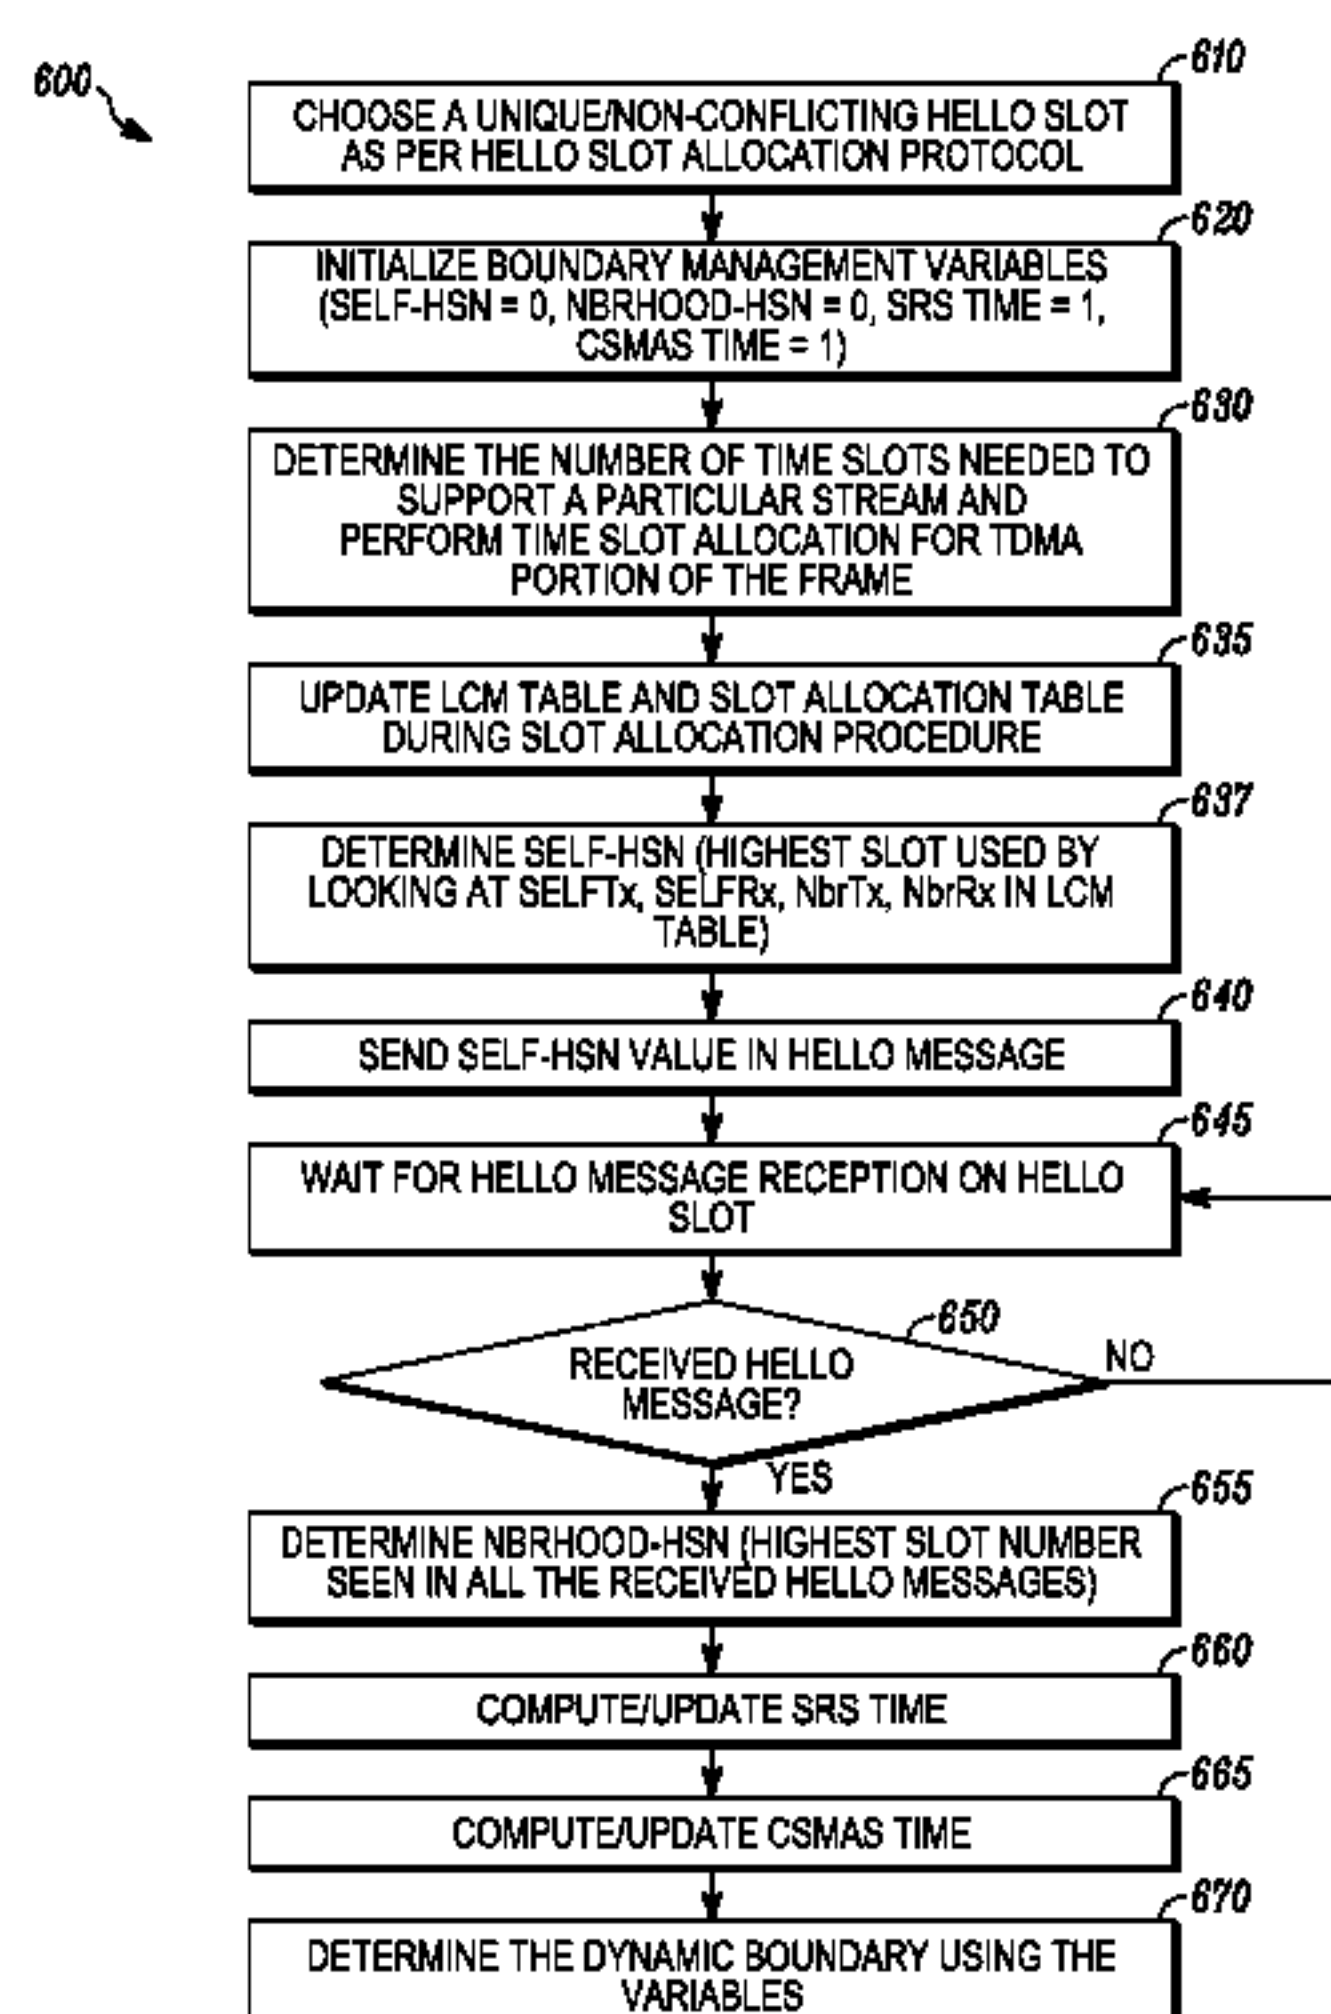 600
610
CHOOSE A UNIQUE/NON-CONFLICTING HELLO SLOT
AS PER HELLO SLOT ALLOCATION PROTOCOL
620
INITIALIZE BOUNDARY MANAGEMENT VARIABLES
(SELF-HSN = 0, NBRHOOD-HSN = 0, SRS TIME = 1,
CSMAS TIME = 1)
630
DETERMINE THE NUMBER OF TIME SLOTS NEEDED TO
SUPPORT A PARTICULAR STREAM AND
PERFORM TIME SLOT ALLOCATION FOR TDMA
PORTION OF THE FRAME
635
UPDATE LCM TABLE AND SLOT ALLOCATION TABLE
DURING SLOT ALLOCATION PROCEDURE
637
DETERMINE SELF-HSN (HIGHEST SLOT USED BY
LOOKING AT SELFTx, SELFRx, NbrTx, NbrRx IN LCM
TABLE)
640
SEND SELF-HSN VALUE IN HELLO MESSAGE
645
WAIT FOR HELLO MESSAGE RECEPTION ON HELLO
SLOT
650
RECEIVED HELLO
MESSAGE?
NO
YES
655
DETERMINE NBRHOOD-HSN (HIGHEST SLOT NUMBER
SEEN IN ALL THE RECEIVED HELLO MESSAGES)
660
COMPUTE/UPDATE SRS TIME
665
COMPUTE/UPDATE CSMAS TIME
670
DETERMINE THE DYNAMIC BOUNDARY USING THE
VARIABLES